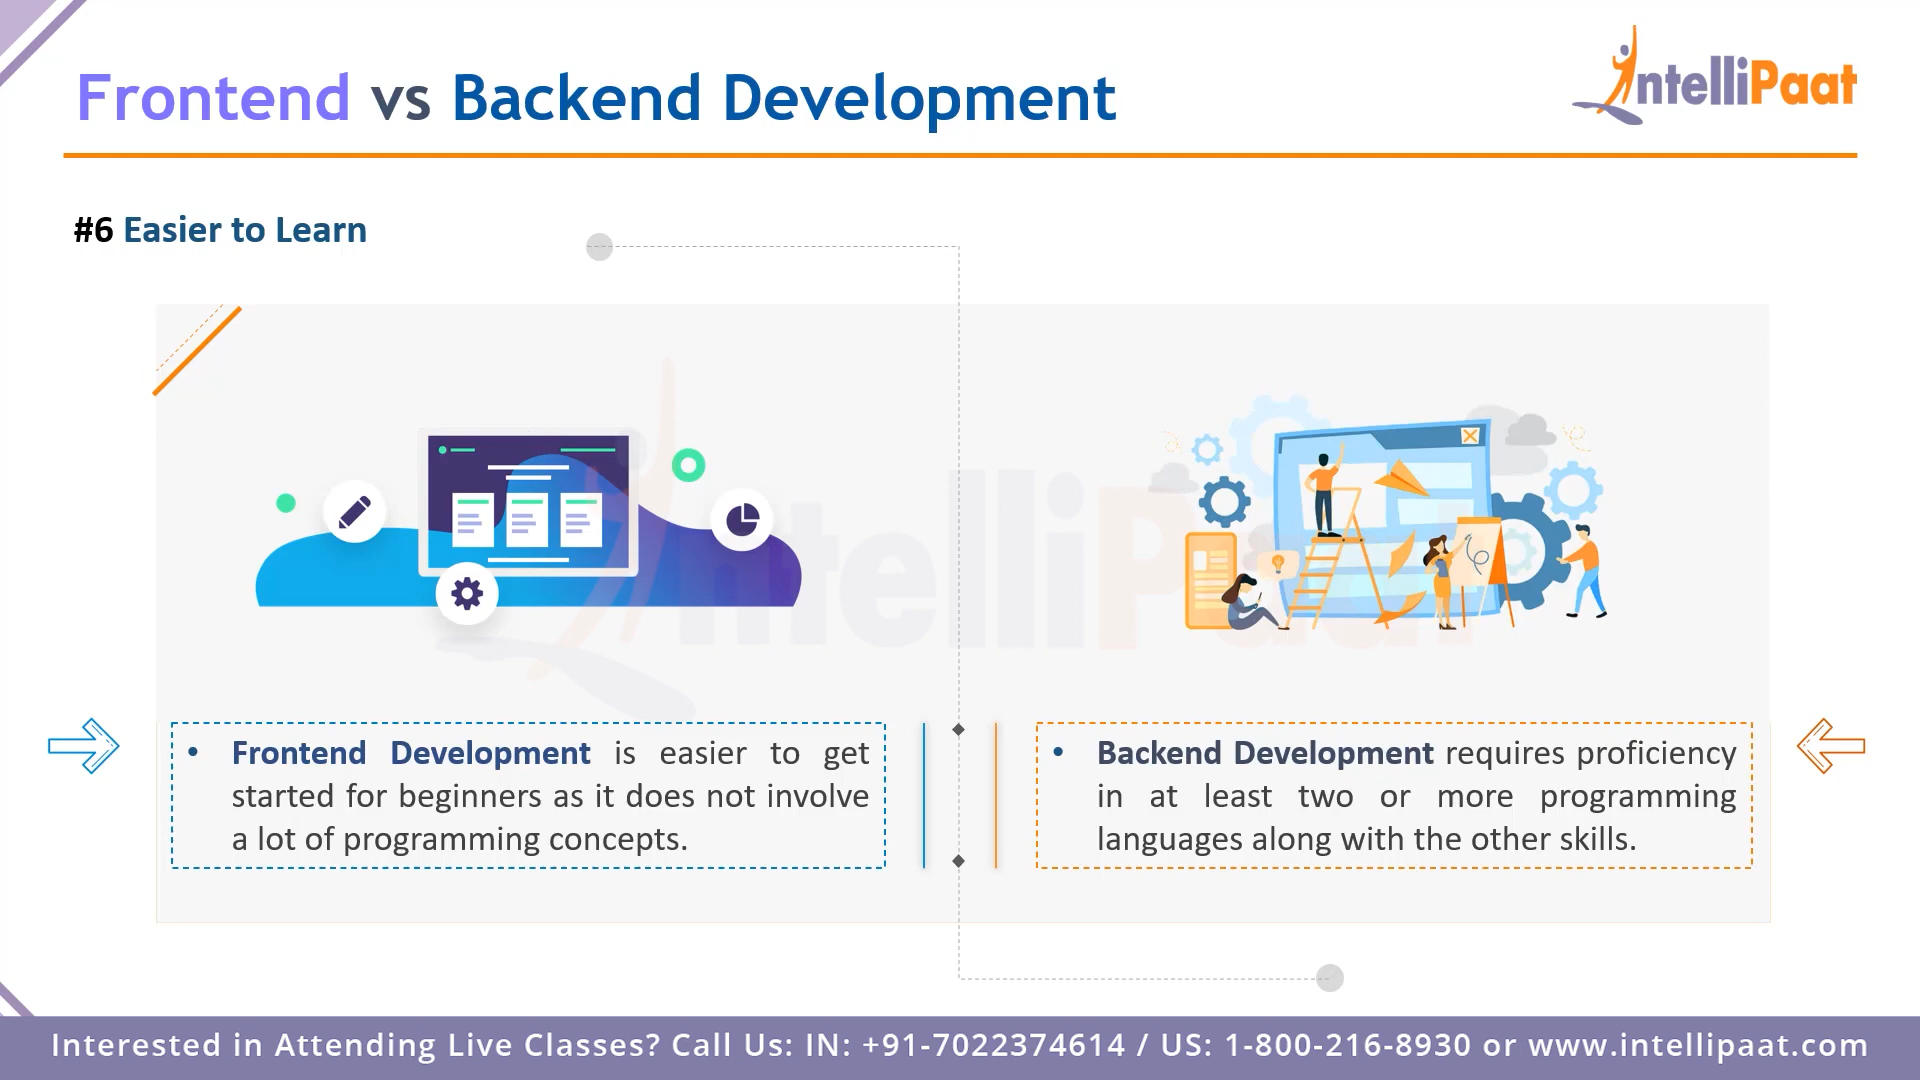 Frontend vs Backend Development
IntelliPaat
#6 Easier to Learn
IntelliPaat
• Frontend Development is easier to get
started for beginners as it does not involve
a lot of programming concepts.
• Backend Development requires proficiency
in at least two or more programming
languages along with the other skills.
Interested in Attending Live Classes? Call Us: IN: +91-7022374614 / US: 1-800-216-8930 or www.intellipaat.com